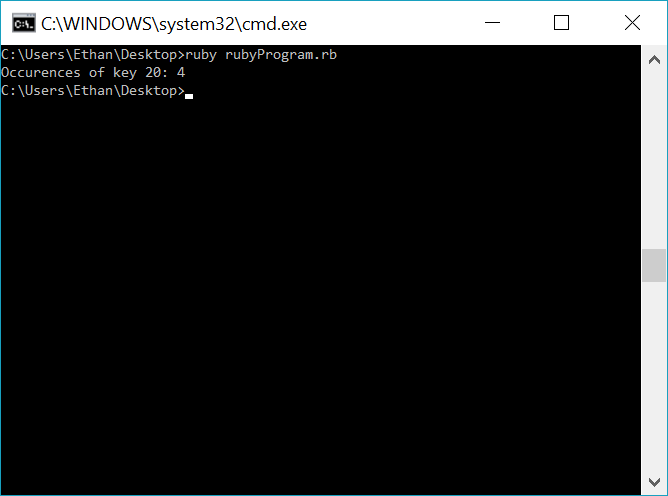 C:\WINDOWS\system32\cmd.exe
C:\Users\Ethan\Desktop>ruby rubyProgram.rb
Occurences of key 20: 4
C:\Users\Ethan\Desktop>